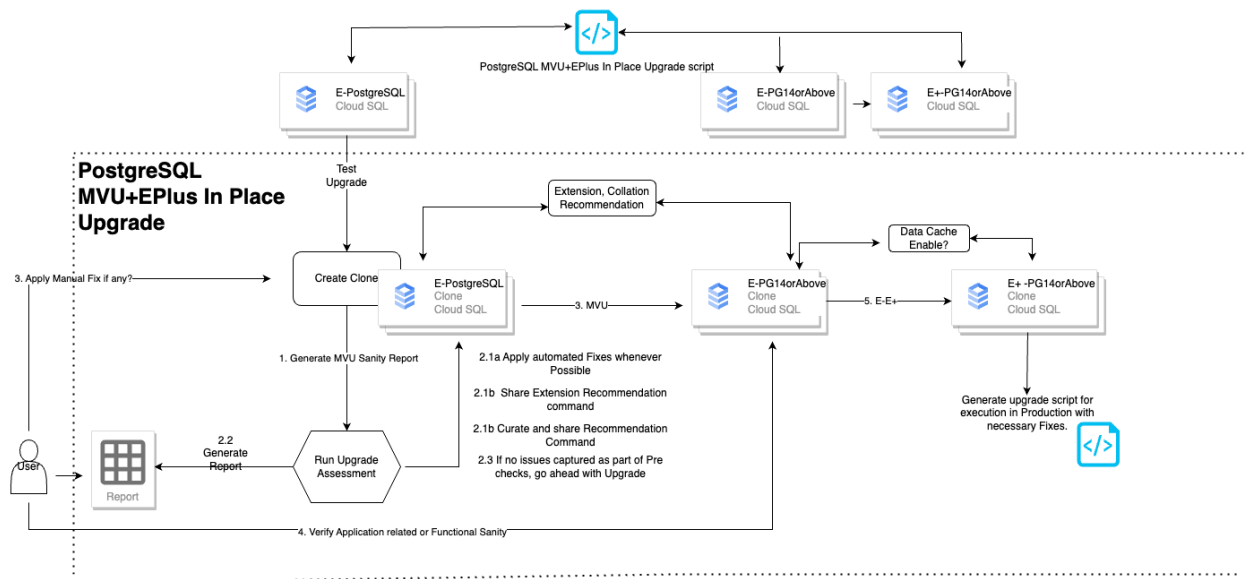 </>
PostgreSQL MVU+EPlus In Place Upgrade script
E-PostgreSQL
Cloud SQL
E-PG14orAbove
Cloud SQL
E+-PG14orAbove
Cloud SQL
PostgreSQL
MVU+EPlus In Place
Upgrade
Test
Upgrade
Extension, Collation
Recommendation
Data Cache
Enable?
3. Apply Manual Fix if any?
Create Clone
E-PostgreSQL
Clone
Cloud SQL
3. MVU
E-PG14orAbove
Clone
Cloud SQL
5. E-E+
E+ -PG14orAbove
Clone
Cloud SQL
1. Generate MVU Sanity Report
2.1a Apply automated Fixes whenever
Possible
2.1b Share Extension Recommendation
command
2.1b Curate and share Recommendation
Command
2.3 If no issues captured as part of Pre
checks, go ahead with Upgrade
Generate upgrade script for
execution in Production with
necessary Fixes.
</>
2.2
Generate
Report
Run Upgrade
Assessment
User
Report
4. Verify Application related or Functional Sanity